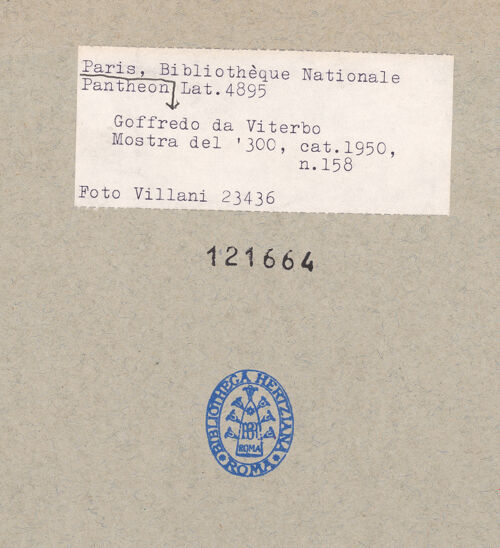 Paris, Bibliothèque Nationale
Pantheon Lat.4895
Goffredo da Viterbo
Mostra del '300, cat.1950,
n.158
Foto Villani 23436
121664
BIBLIOTHECA HERTZIANA
ROMA
ROMA